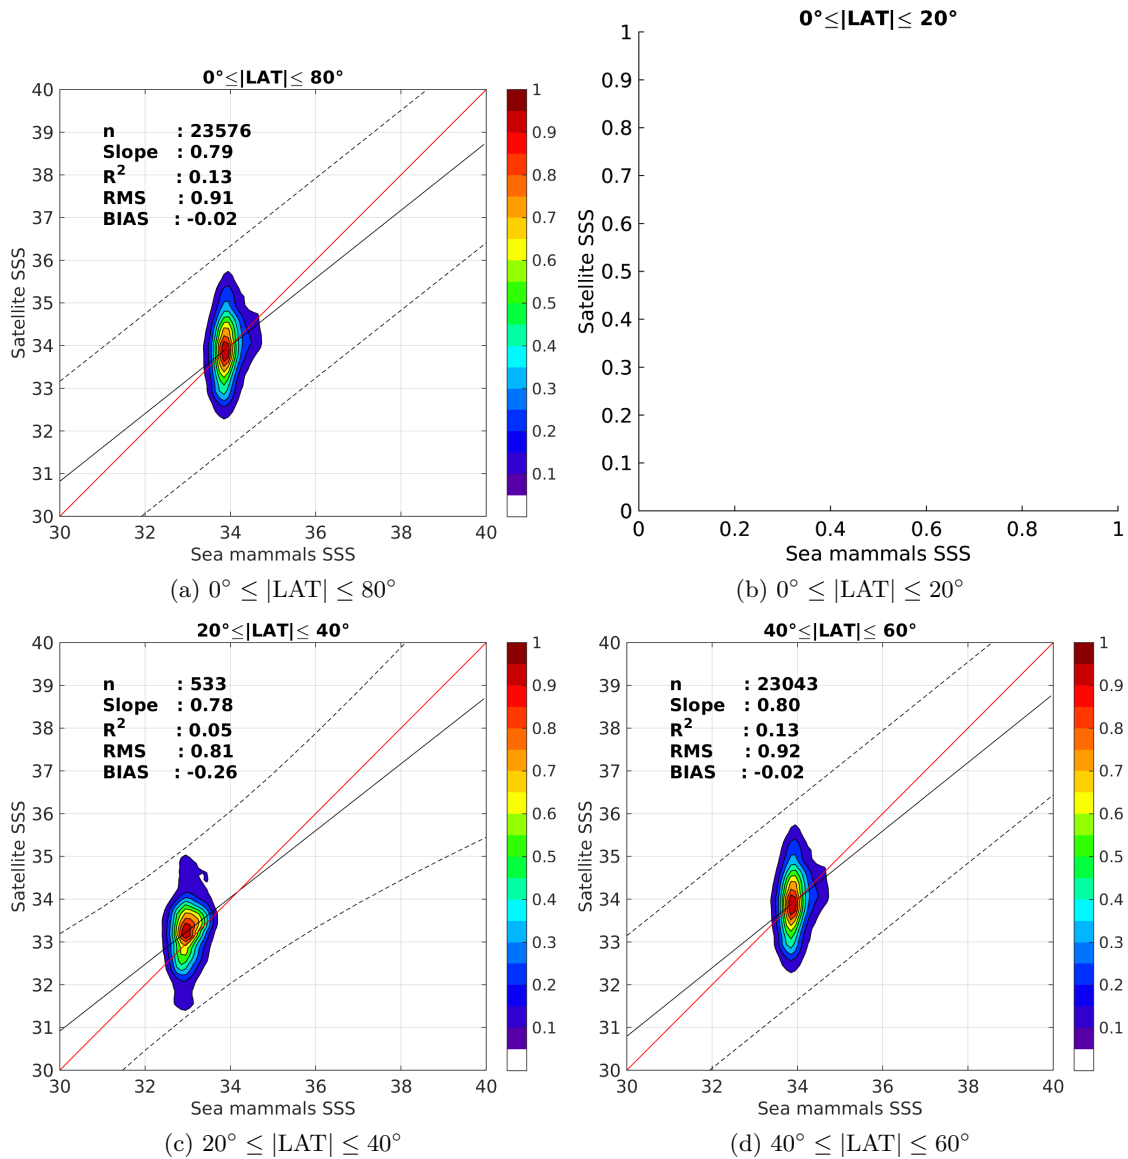 0°≤|LAT|≤ 80°
40
39
38
37
36
35
34
33
32
31
30
Satellite SSS
n : 23576
Slope : 0.79
R² : 0.13
RMS : 0.91
BIAS : -0.02
30 32 34 36 38 40
Sea mammals SSS
1
0.9
0.8
0.7
0.6
0.5
0.4
0.3
0.2
0.1
(a) 0° ≤ |LAT| ≤ 80°
0°≤|LAT|≤ 20°
1
0.9
0.8
0.7
0.6
0.5
0.4
0.3
0.2
0.1
0
Satellite SSS
0 0.2 0.4 0.6 0.8 1
Sea mammals SSS
(b) 0° ≤ |LAT| ≤ 20°
20°≤|LAT|≤ 40°
40
39
38
37
36
35
34
33
32
31
30
Satellite SSS
n : 533
Slope : 0.78
R² : 0.05
RMS : 0.81
BIAS : -0.26
30 32 34 36 38 40
Sea mammals SSS
1
0.9
0.8
0.7
0.6
0.5
0.4
0.3
0.2
0.1
(c) 20° ≤ |LAT| ≤ 40°
40°≤|LAT|≤ 60°
40
39
38
37
36
35
34
33
32
31
30
Satellite SSS
n : 23043
Slope : 0.80
R² : 0.13
RMS : 0.92
BIAS : -0.02
30 32 34 36 38 40
Sea mammals SSS
1
0.9
0.8
0.7
0.6
0.5
0.4
0.3
0.2
0.1
(d) 40° ≤ |LAT| ≤ 60°